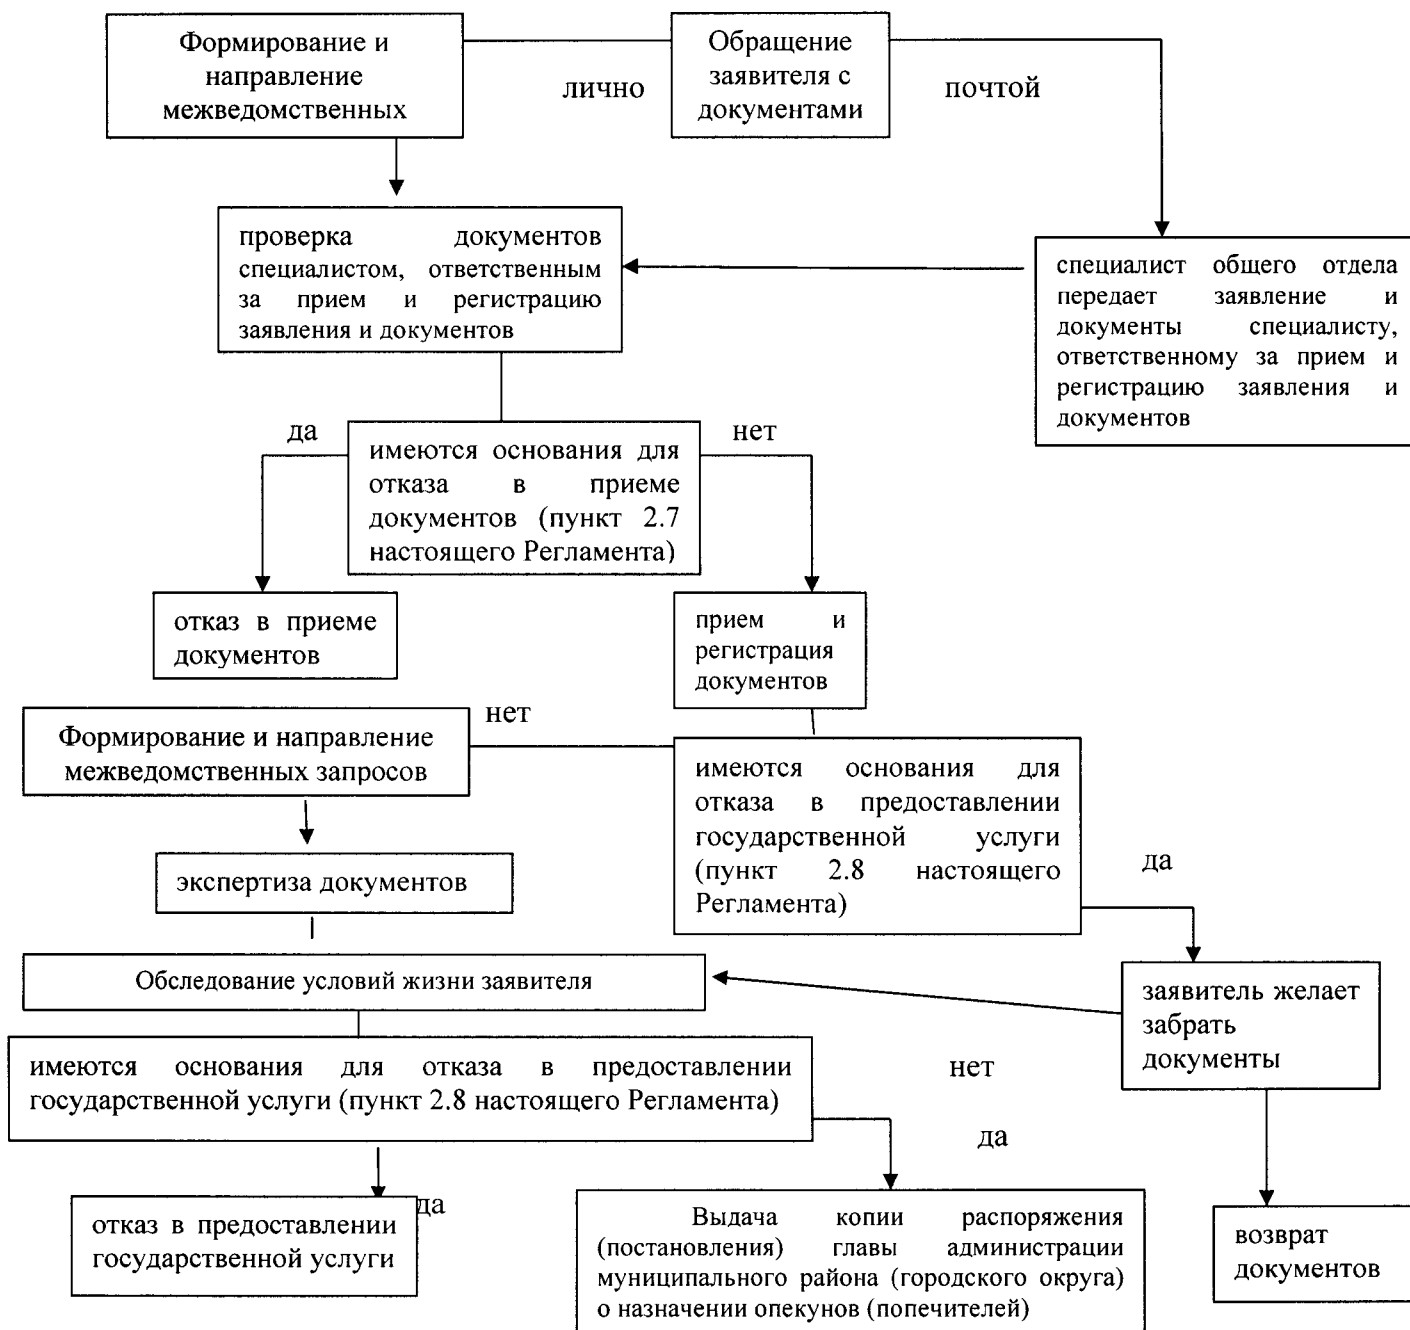 Формирование и
направление
межведомственных
лично
Обращение
заявителя с
документами
почтой
проверка документов
специалистом, ответственным
за прием и регистрацию
заявления и документов
специалист общего отдела
передает заявление и
документы специалисту,
ответственному за прием и
регистрацию заявления и
документов
да
имеются основания для
отказа в приеме
документов (пункт 2.7
настоящего Регламента)
нет
отказ в приеме
документов
прием и
регистрация
документов
нет
Формирование и направление
межведомственных запросов
имеются основания для
отказа в предоставлении
государственной услуги
(пункт 2.8 настоящего
Регламента)
да
экспертиза документов
Обследование условий жизни заявителя
заявитель желает
забрать
документы
имеются основания для отказа в предоставлении
государственной услуги (пункт 2.8 настоящего Регламента)
нет
да
да
отказ в предоставлении
государственной услуги
Выдача копии распоряжения
(постановления) главы администрации
муниципального района (городского округа)
о назначении опекунов (попечителей)
возврат
документов